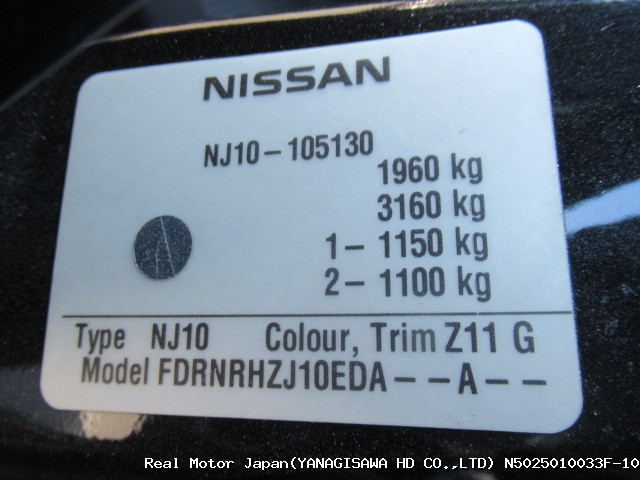 NISSAN
NJ10-105130
1960 kg
3160 kg
1-1150 kg
2-1100 kg
Type NJ10 Colour, Trim Z11 G
Model FDRNRHZJ10EDA--A--
Real Motor Japan(YANAGISAWA HD CO.,LTD) N5025010033F-10